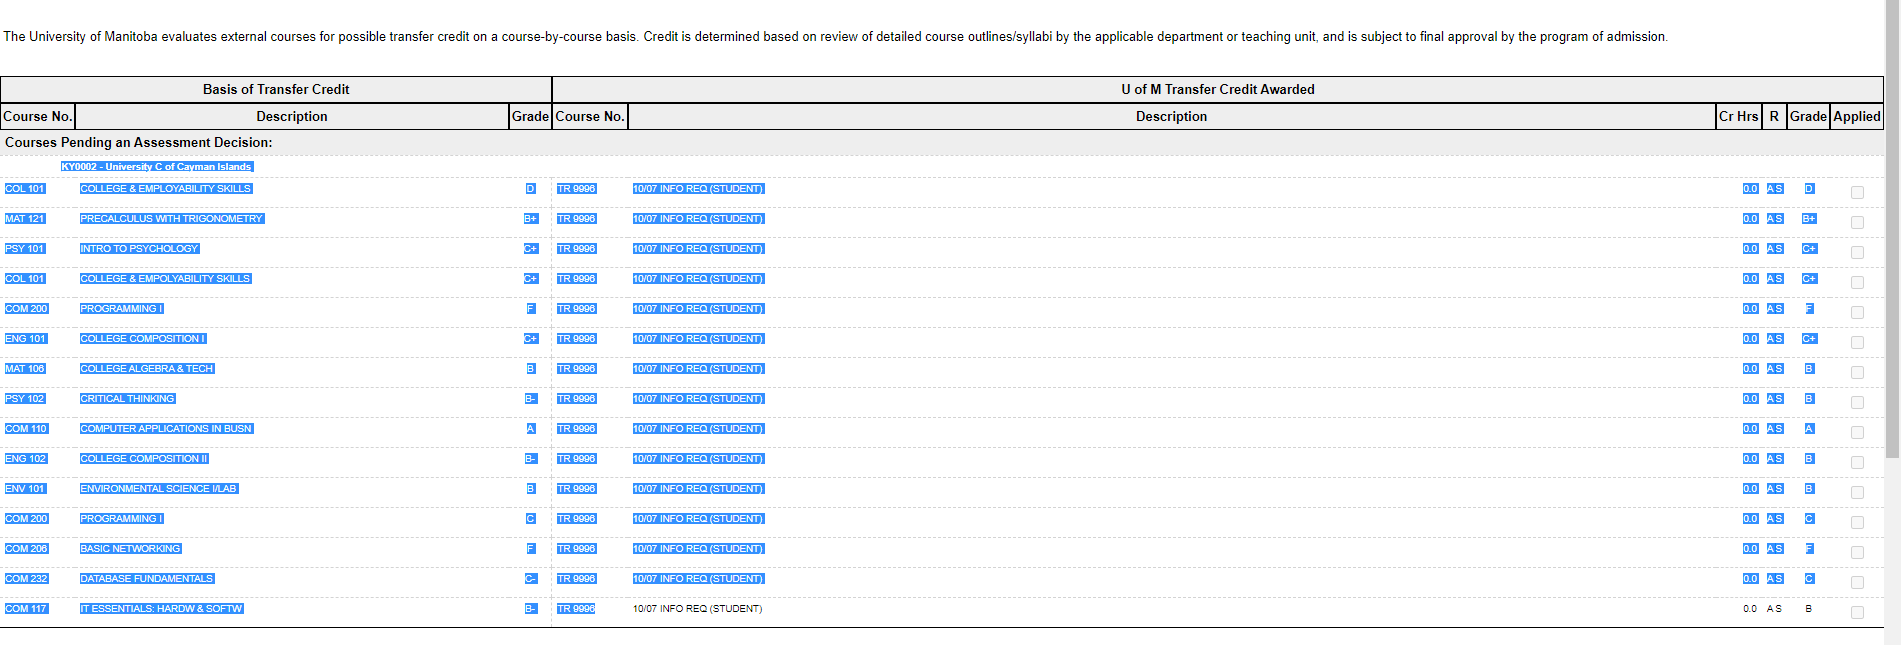 The University of Manitoba evaluates external courses for possible transfer credit on a course-by-course basis. Credit is determined based on review of detailed course outlines/syllabi by the applicable department or teaching unit, and is subject to final approval by the program of admission.
Basis of Transfer Credit U of M Transfer Credit Awarded
Course No. Description Grade Course No. Description Cr Hrs R Grade Applied
Courses Pending an Assessment Decision:
KY0002 - University C of Cayman Islands
COL 101 COLLEGE & EMPLOYABILITY SKILLS D TR 9996 10/07 INFO REQ (STUDENT) 0.0 A S D
MAT 121 PRECALCULUS WITH TRIGONOMETRY B+ TR 9996 10/07 INFO REQ (STUDENT) 0.0 A S B+
PSY 101 INTRO TO PSYCHOLOGY C+ TR 9996 10/07 INFO REQ (STUDENT) 0.0 A S C+
COL 101 COLLEGE & EMPOLYABILITY SKILLS C+ TR 9996 10/07 INFO REQ (STUDENT) 0.0 A S C+
COM 200 PROGRAMMING I F TR 9996 10/07 INFO REQ (STUDENT) 0.0 A S F
ENG 101 COLLEGE COMPOSITION I C+ TR 9996 10/07 INFO REQ (STUDENT) 0.0 A S C+
MAT 106 COLLEGE ALGEBRA & TECH B TR 9996 10/07 INFO REQ (STUDENT) 0.0 A S B
PSY 102 CRITICAL THINKING B- TR 9996 10/07 INFO REQ (STUDENT) 0.0 A S B
COM 110 COMPUTER APPLICATIONS IN BUSN A TR 9996 10/07 INFO REQ (STUDENT) 0.0 A S A
ENG 102 COLLEGE COMPOSITION II B- TR 9996 10/07 INFO REQ (STUDENT) 0.0 A S B
ENV 101 ENVIRONMENTAL SCIENCE I/LAB B TR 9996 10/07 INFO REQ (STUDENT) 0.0 A S B
COM 200 PROGRAMMING I C TR 9996 10/07 INFO REQ (STUDENT) 0.0 A S C
COM 206 BASIC NETWORKING F TR 9996 10/07 INFO REQ (STUDENT) 0.0 A S F
COM 232 DATABASE FUNDAMENTALS C- TR 9996 10/07 INFO REQ (STUDENT) 0.0 A S C
COM 117 IT ESSENTIALS: HARDW & SOFTW B- TR 9996 10/07 INFO REQ (STUDENT) 0.0 A S B